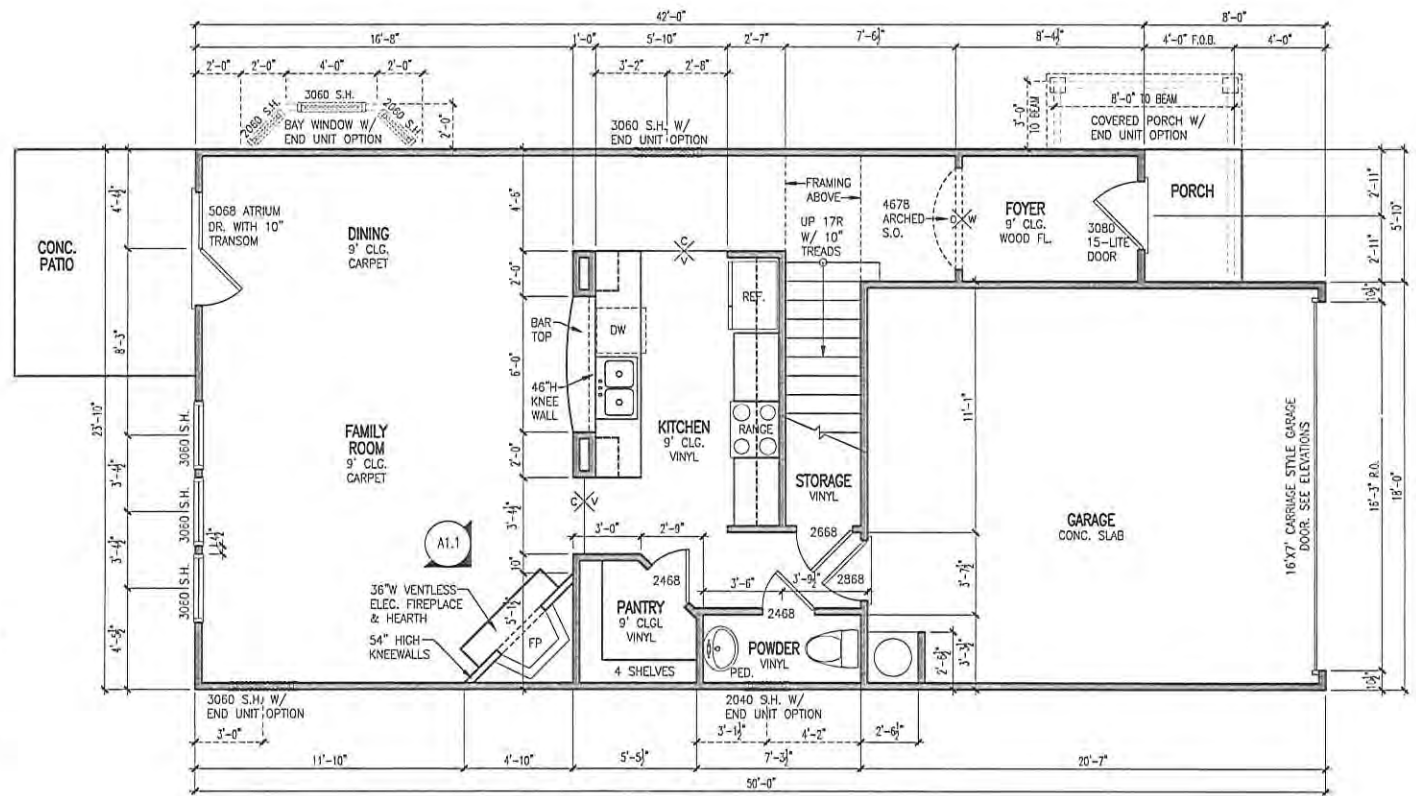 42'-0"
8'-0"
16'-8"
1'-0"
5'-10"
2'-7"
7'-6½"
8'-4½"
4'-0" F.O.B.
4'-0"
2'-0"
2'-0"
4'-0"
2'-0"
3'-2"
2'-8"
3060 S.H.
2060 S.H.
2060 S.H.
BAY WINDOW W/
END UNIT OPTION
2'-0"
3060 S.H. W/
END UNIT OPTION
3'-0"
TO BEAM
8'-0" TO BEAM
COVERED PORCH W/
END UNIT OPTION
CONC.
PATIO
23'-10"
4'-4½"
8'-3"
3'-4½"
3'-4½"
4'-5½"
5068 ATRIUM
DR. WITH 10"
TRANSOM
DINING
9' CLG.
CARPET
4'-6"
2'-0"
6'-0"
2'-0"
3'-4½"
10"
5'-1½"
FRAMING
ABOVE
UP 17R
W/ 10"
TREADS
4678
ARCHED
S.O.
D W
FOYER
9' CLG.
WOOD FL.
3080
15-LITE
DOOR
PORCH
2'-11"
2'-11"
5'-10"
C
V
REF.
BAR
TOP
DW
46"H
KNEE
WALL
KITCHEN
9' CLG.
VINYL
RANGE
FAMILY
ROOM
9' CLG.
CARPET
3060 S.H.
3060 S.H.
3060 S.H.
1'-4½"
A1.1
C V
STORAGE
VINYL
11'-1"
3'-7½"
3'-3½"
GARAGE
CONC. SLAB
16'X7' CARRIAGE STYLE GARAGE
DOOR. SEE ELEVATIONS
10½"
16'-3" R.O.
10½"
18'-0"
3'-0"
2'-9"
2668
2468
3'-6"
3'-9½"
2868
2468
36"W VENTLESS
ELEC. FIREPLACE
& HEARTH
54" HIGH
KNEEWALLS
FP
PANTRY
9' CLGL
VINYL
4 SHELVES
POWDER
VINYL
PED.
2'-6½"
3060 S.H. W/
END UNIT OPTION
3'-0"
2040 S.H. W/
END UNIT OPTION
3'-1½"
4'-2"
2'-6½"
11'-10"
4'-10"
5'-5½"
7'-3½"
20'-7"
50'-0"